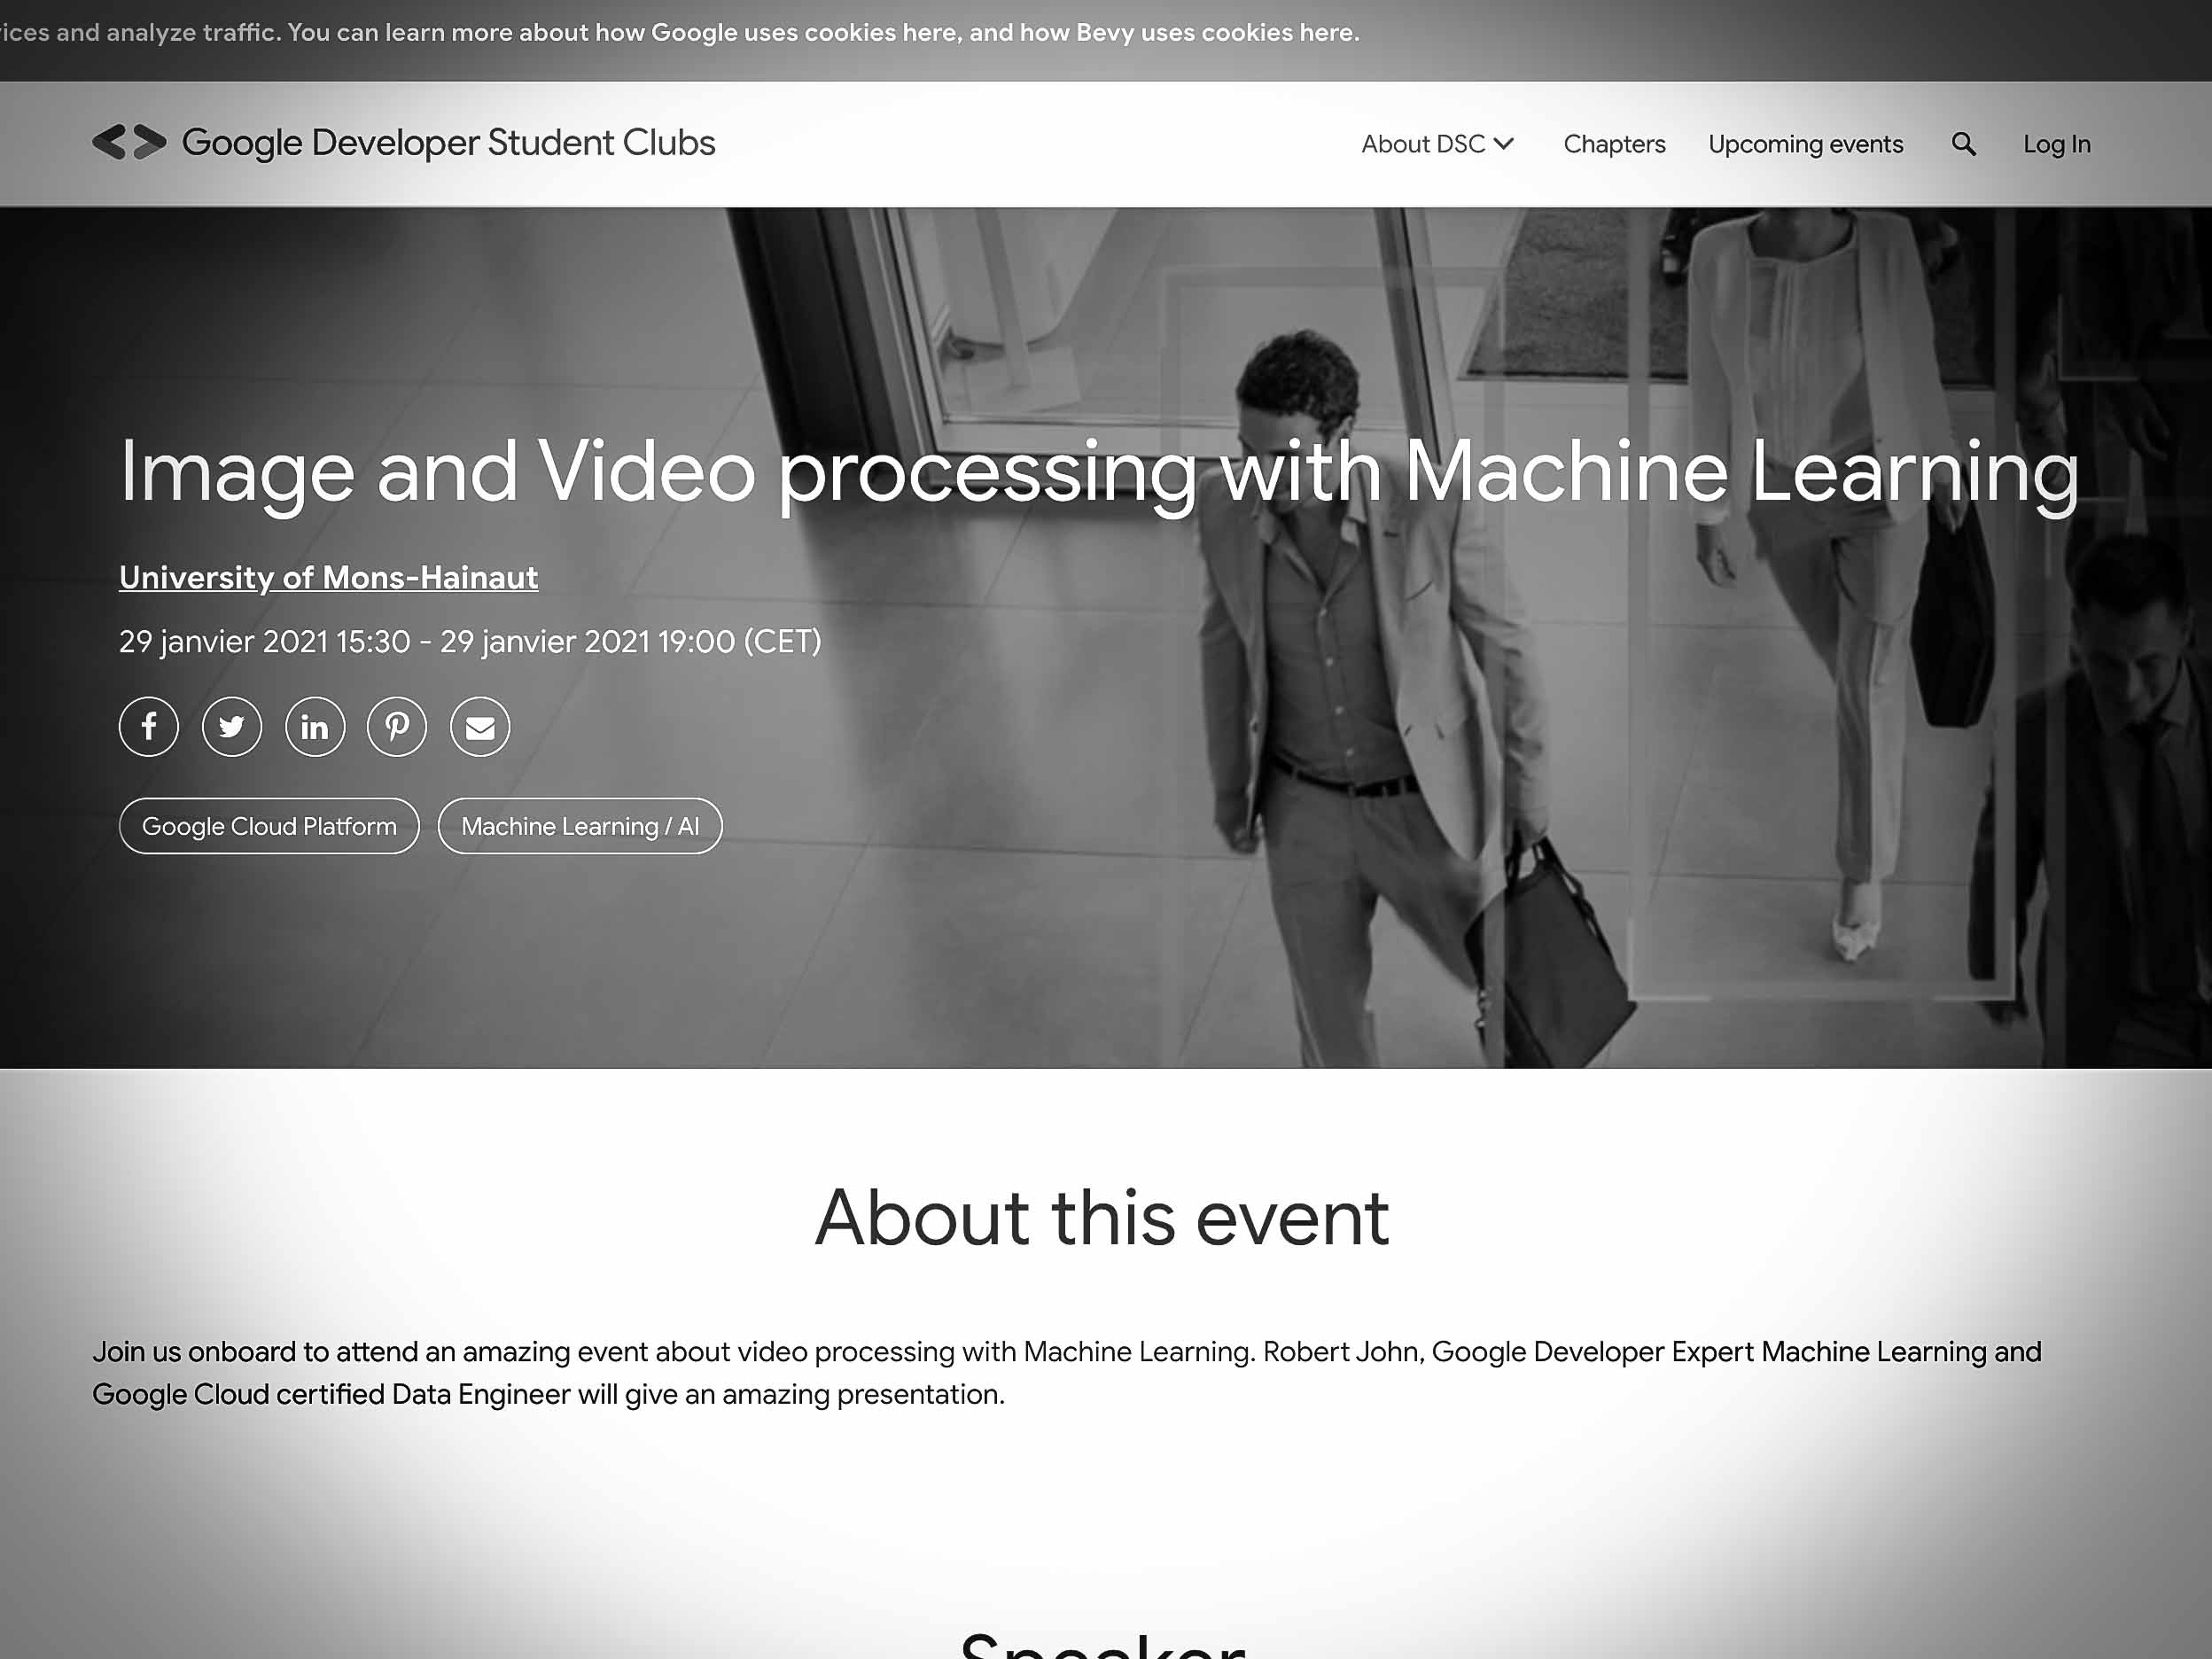 and analyze traffic. You can learn more about how Google uses cookies here, and how Bevy uses cookies here.
Google Developer Student Clubs
About DSC
Chapters
Upcoming events
Log In
Image and Video processing with Machine Learning
University of Mons-Hainaut
29 janvier 2021 15:30 - 29 janvier 2021 19:00 (CET)
Google Cloud Platform
Machine Learning / AI
About this event
Join us onboard to attend an amazing event about video processing with Machine Learning. Robert John, Google Developer Expert Machine Learning and
Google Cloud certified Data Engineer will give an amazing presentation.
Speaker